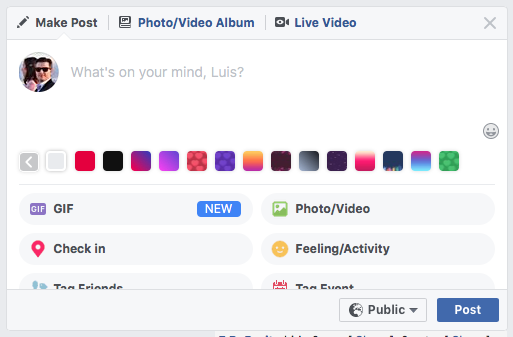 Make Post Photo/Video Album Live Video
What's on your mind, Luis?
GIF NEW Photo/Video
Check in Feeling/Activity
Tag Friends Tag Event
Public Post